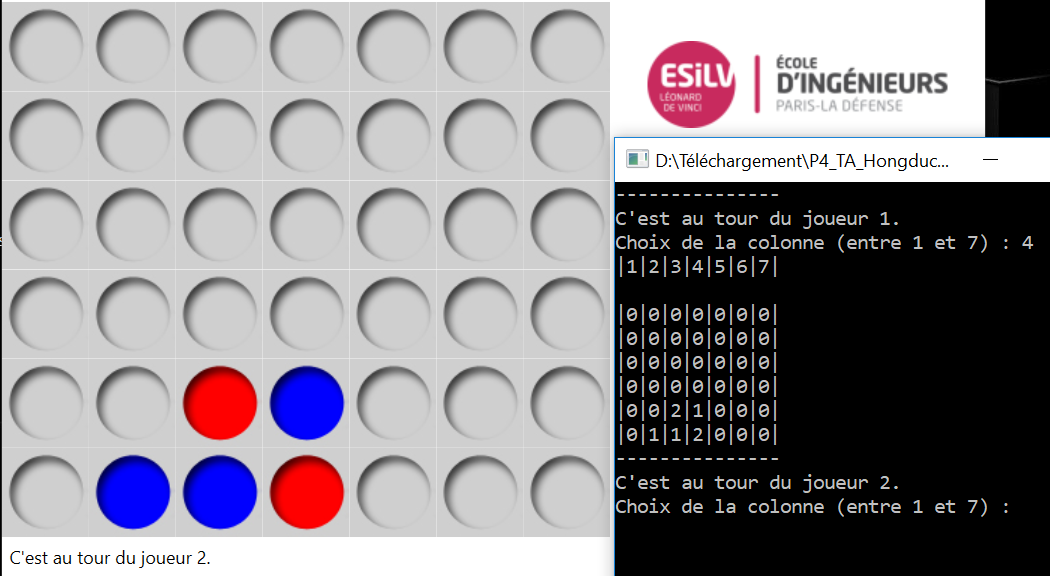 ESiLV
LÉONARD
DE VINCI
ÉCOLE
D'INGÉNIEURS
PARIS-LA DÉFENSE
D:\Téléchargement\P4_TA_Hongduc...
---------------
C'est au tour du joueur 1.
Choix de la colonne (entre 1 et 7) : 4
|1|2|3|4|5|6|7|
|0|0|0|0|0|0|0|
|0|0|0|0|0|0|0|
|0|0|0|0|0|0|0|
|0|0|0|0|0|0|0|
|0|0|2|1|0|0|0|
|0|1|1|2|0|0|0|
---------------
C'est au tour du joueur 2.
Choix de la colonne (entre 1 et 7) :
C'est au tour du joueur 2.